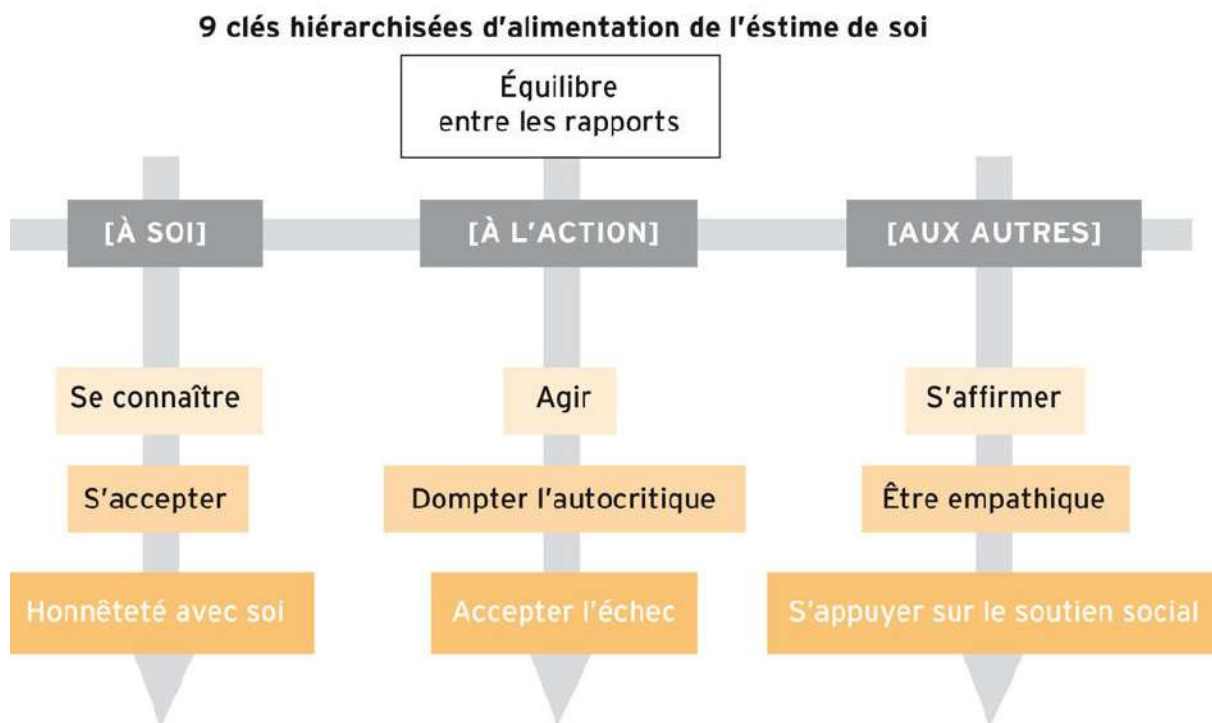 9 clés hiérarchisées d'alimentation de l'éstime de soi
Équilibre
entre les rapports
[À SOI]
[À L'ACTION]
[AUX AUTRES]
Se connaître
Agir
S'affirmer
S'accepter
Dompter l'autocritique
Être empathique
Honnêteté avec soi
Accepter l'échec
S'appuyer sur le soutien social